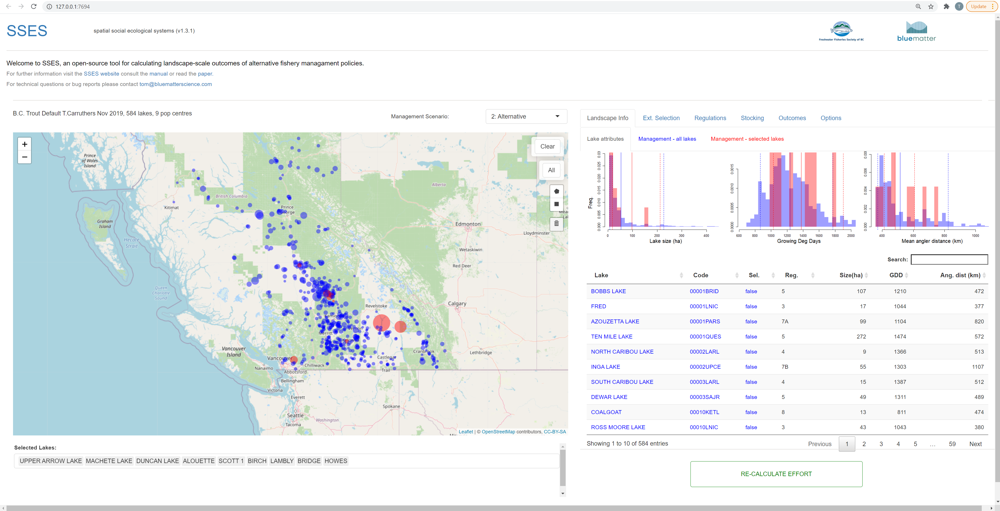 127.0.0.1:7694
T
Update
SSES
spatial social ecological systems (v1.3.1)
Freshwater Fisheries Society of BC
bluematter
Welcome to SSES, an open-source tool for calculating landscape-scale outcomes of alternative fishery managament policies.
For further information visit the SSES website consult the manual or read the paper.
For technical questions or bug reports please contact tom@bluematterscience.com
B.C. Trout Default T.Carruthers Nov 2019, 584 lakes, 9 pop centres
Management Scenario:
2: Alternative
+
−
Clear
All
Prince
of Wales
Island
Alberta
British Columbia
Kitimat
Prince
George
Graham
Island
Edmonton
Lloydminster
Hecate
Strait
Wetaskiwin
Red Deer
Queen
Charlotte
Sound
Calgary
Revelstoke
Vernon
Merritt
Vancouver
Island
Vancouver
Cranbrook
Lethbridge
Castlegar
Chilliwack
Nanaimo
Trail
Abbotsford
Bellingham
Victoria
Everett
Spokane
Seattle
Washington
Tacoma
Leaflet | © OpenStreetMap contributors, CC-BY-SA
Selected Lakes:
UPPER ARROW LAKE MACHETE LAKE DUNCAN LAKE ALOUETTE SCOTT 1 BIRCH LAMBLY BRIDGE HOWES
Landscape Info Ext. Selection Regulations Stocking Outcomes Options
Lake attributes Management - all lakes Management - selected lakes
Freq.
0.000 0.005 0.010 0.015 0.020 0.025 0.03
0 100 200 300 400
Lake size (ha)
0.0000 0.0005 0.0010 0.0015
600 800 1000 1200 1400 1600 1800 2000
Growing Deg Days
0.000 0.002 0.004 0.006
400 600 800 1000
Mean angler distance (km)
Search:
Lake Code Sel. Reg. Size(ha) GDD Ang. dist (km)
BOBBS LAKE 00001BRID false 5 107 1210 472
FRED 00001LNIC false 3 17 1044 377
AZOUZETTA LAKE 00001PARS false 7A 99 1104 820
TEN MILE LAKE 00001QUES false 5 272 1474 572
NORTH CARIBOU LAKE 00002LARL false 4 9 1366 513
INGA LAKE 00002UPCE false 7B 55 1303 1107
SOUTH CARIBOU LAKE 00003LARL false 4 15 1387 512
DEWAR LAKE 00003SAJR false 5 49 1311 489
COALGOAT 00010KETL false 8 13 811 474
ROSS MOORE LAKE 00010LNIC false 3 43 1043 380
Showing 1 to 10 of 584 entries
Previous 1 2 3 4 5 … 59 Next
RE-CALCULATE EFFORT